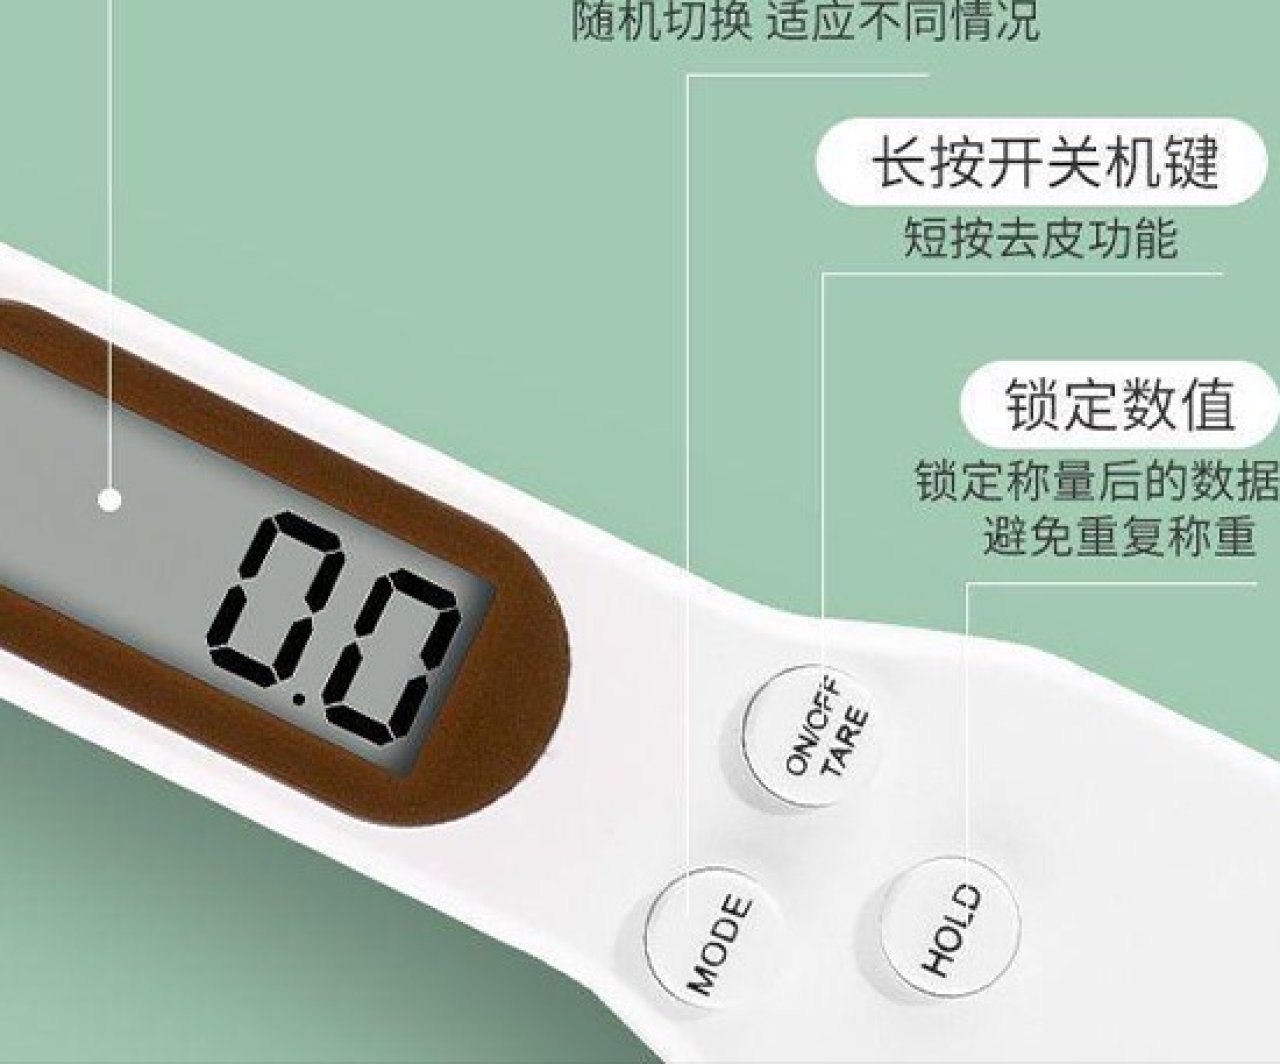 随机切换 适应不同情况
长按开关机键
短按去皮功能
锁定数值
锁定称量后的数据
避免重复称重
0.0
ON/OFF
TARE
MODE
HOLD